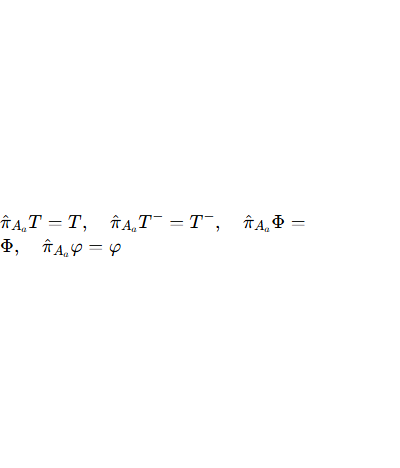 $\hat{\pi}_{A_a} T = T, \quad \hat{\pi}_{A_a} T^- = T^-, \quad \hat{\pi}_{A_a} \Phi =$
$\Phi, \quad \hat{\pi}_{A_a} \varphi = \varphi$